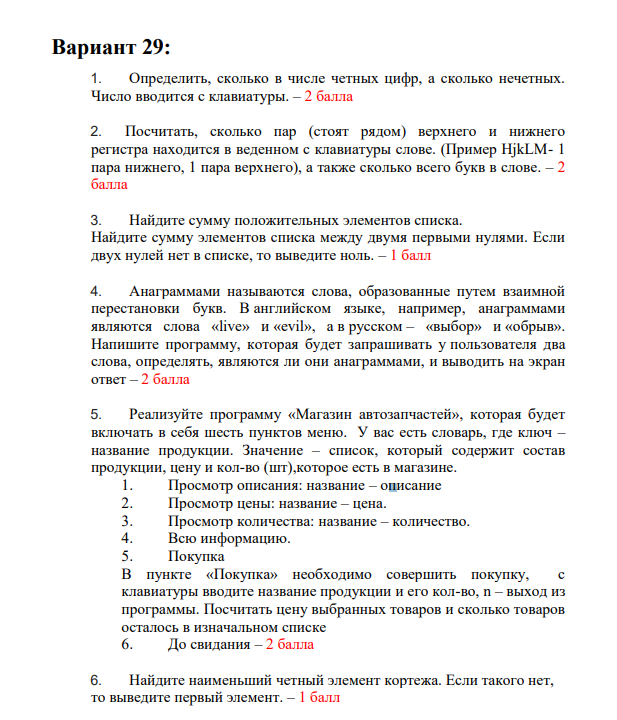 Вариант 29:
1. Определить, сколько в числе четных цифр, а сколько нечетных.
Число вводится с клавиатуры. – 2 балла
2. Посчитать, сколько пар (стоят рядом) верхнего и нижнего
регистра находится в веденном с клавиатуры слове. (Пример HjkLM- 1
пара нижнего, 1 пара верхнего), а также сколько всего букв в слове. – 2
балла
3. Найдите сумму положительных элементов списка.
Найдите сумму элементов списка между двумя первыми нулями. Если
двух нулей нет в списке, то выведите ноль. – 1 балл
4. Анаграммами называются слова, образованные путем взаимной
перестановки букв. В английском языке, например, анаграммами
являются слова «live» и «evil», а в русском – «выбор» и «обрыв».
Напишите программу, которая будет запрашивать у пользователя два
слова, определять, являются ли они анаграммами, и выводить на экран
ответ – 2 балла
5. Реализуйте программу «Магазин автозапчастей», которая будет
включать в себя шесть пунктов меню. У вас есть словарь, где ключ –
название продукции. Значение – список, который содержит состав
продукции, цену и кол-во (шт),которое есть в магазине.
1. Просмотр описания: название – описание
2. Просмотр цены: название – цена.
3. Просмотр количества: название – количество.
4. Всю информацию.
5. Покупка
В пункте «Покупка» необходимо совершить покупку, с
клавиатуры вводите название продукции и его кол-во, n – выход из
программы. Посчитать цену выбранных товаров и сколько товаров
осталось в изначальном списке
6. До свидания – 2 балла
6. Найдите наименьший четный элемент кортежа. Если такого нет,
то выведите первый элемент. – 1 балл